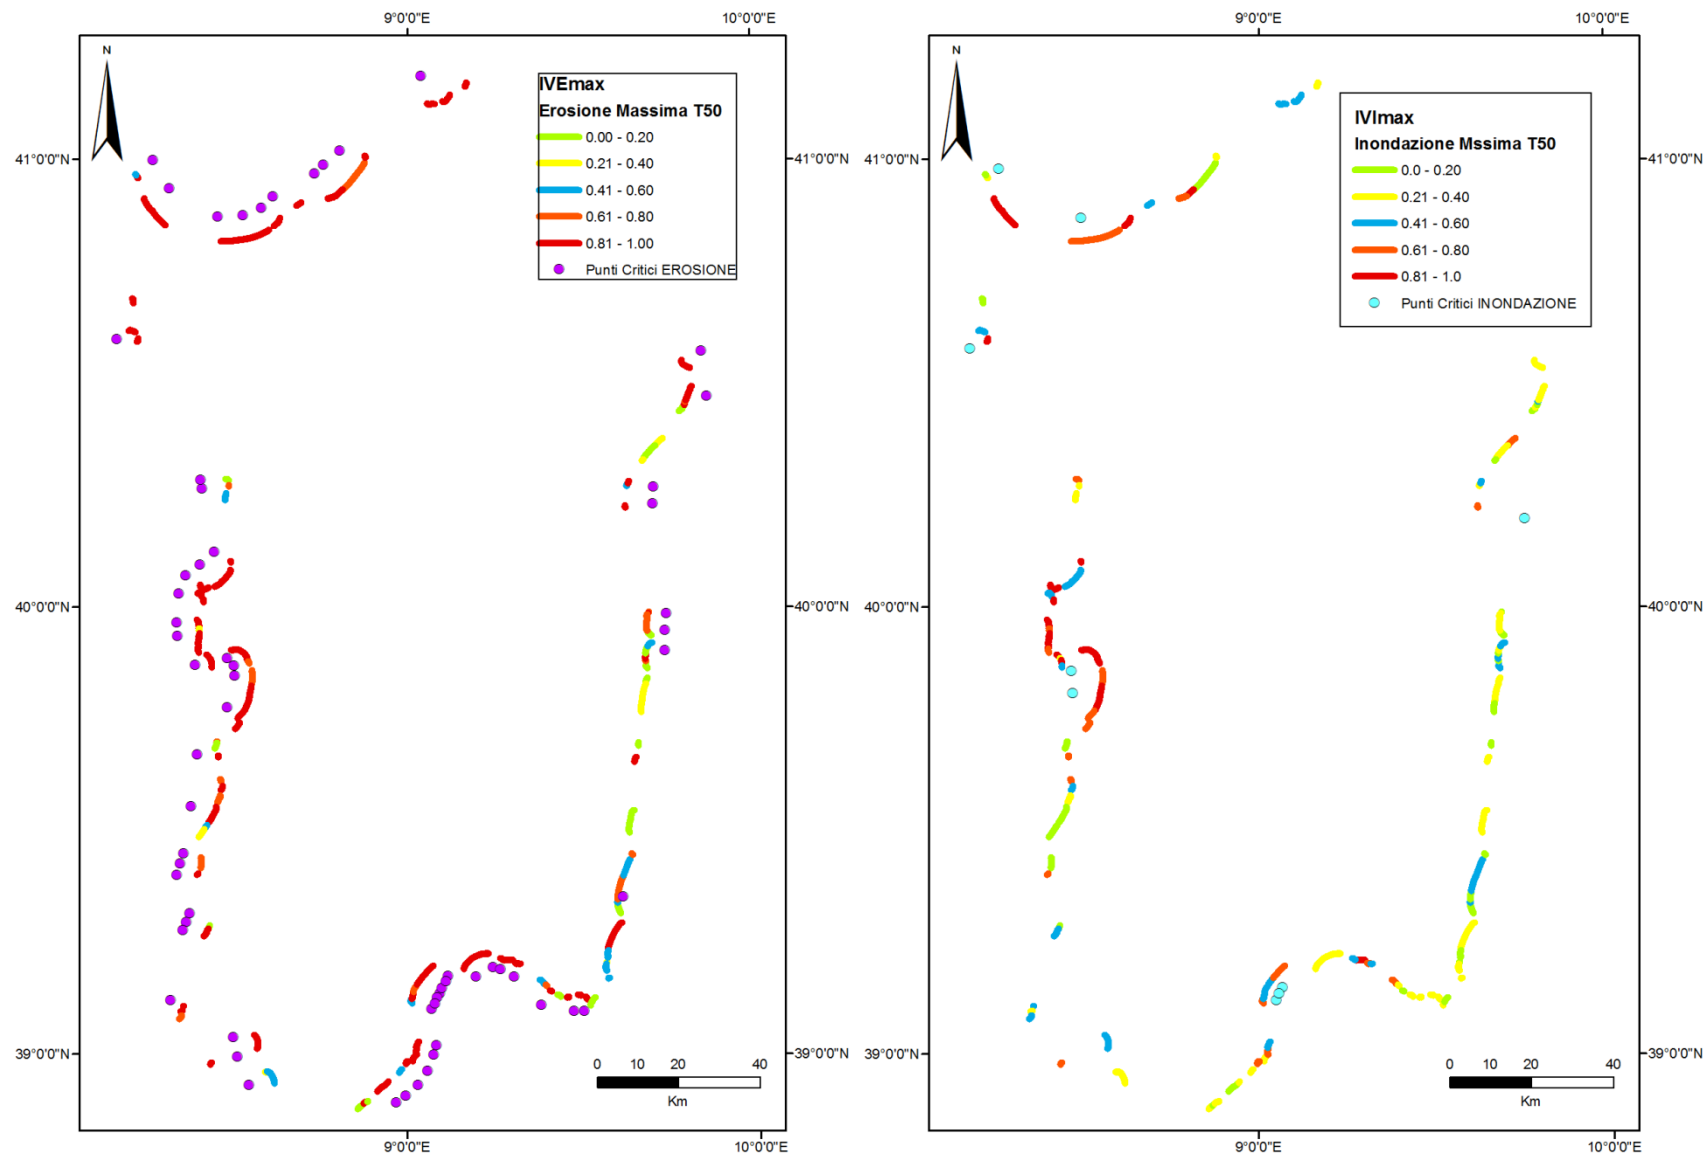 9°0'0"E
10°0'0"E
N
IVEmax
Erosione Massima T50
0.00 - 0.20
0.21 - 0.40
0.41 - 0.60
0.61 - 0.80
0.81 - 1.00
Punti Critici EROSIONE
41°0'0"N
41°0'0"N
40°0'0"N
40°0'0"N
39°0'0"N
39°0'0"N
0 10 20 40
Km
9°0'0"E
10°0'0"E
9°0'0"E
10°0'0"E
N
IVImax
Inondazione Mssima T50
0.0 - 0.20
0.21 - 0.40
0.41 - 0.60
0.61 - 0.80
0.81 - 1.0
Punti Critici INONDAZIONE
41°0'0"N
41°0'0"N
40°0'0"N
40°0'0"N
39°0'0"N
39°0'0"N
0 10 20 40
Km
9°0'0"E
10°0'0"E